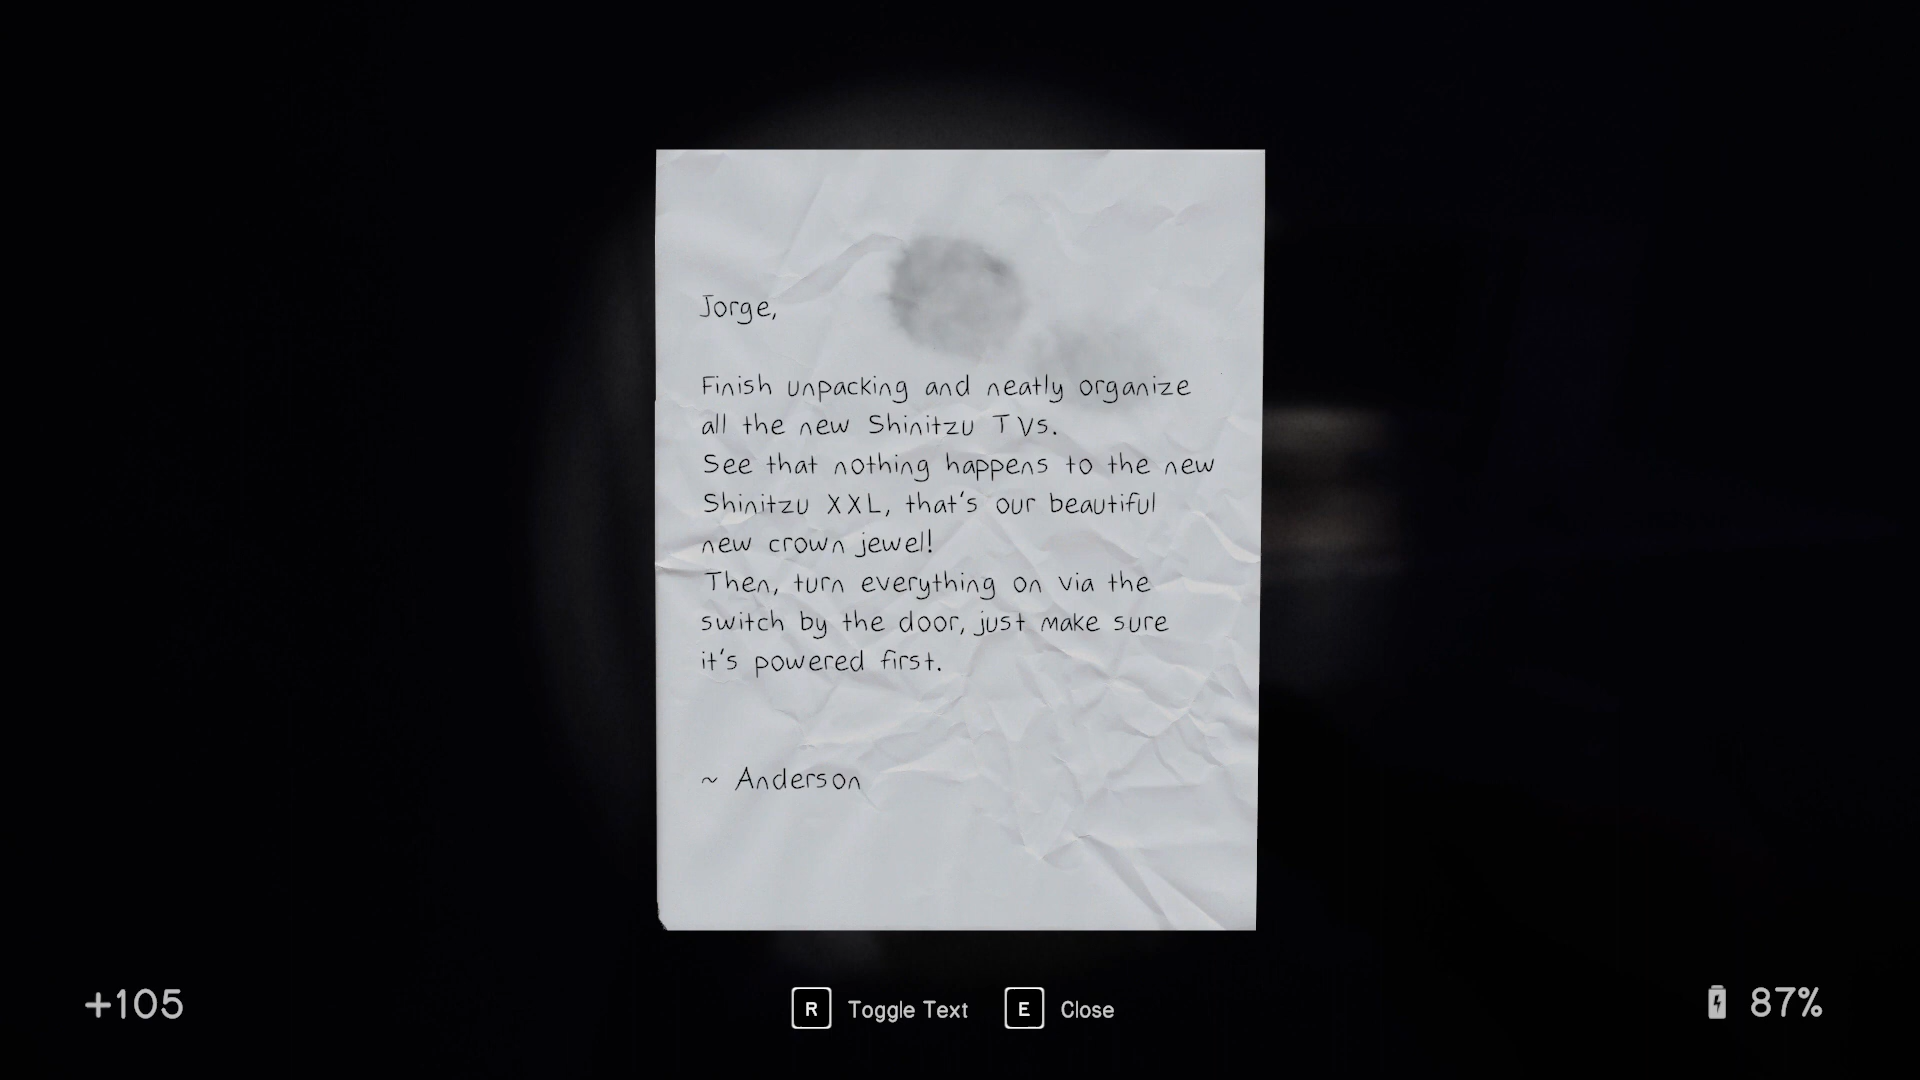 Jorge,
Finish unpacking and neatly organize
all the new Shinitzu TVs.
See that nothing happens to the new
Shinitzu XXL, that's our beautiful
new crown jewel!
Then, turn everything on via the
switch by the door, just make sure
it's powered first.
~ Anderson
+105
R Toggle Text E Close
87%